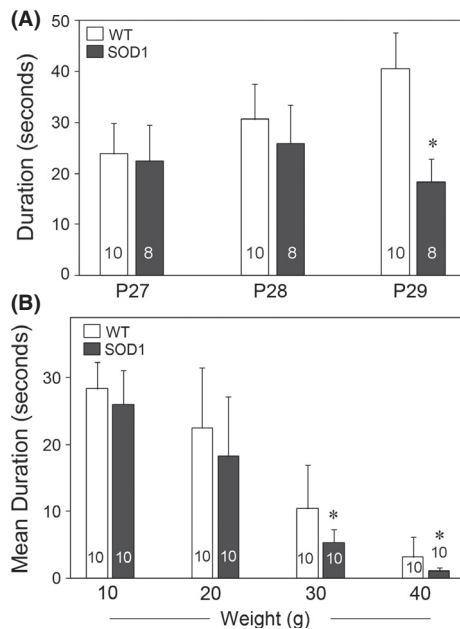 (A)
WT
SOD1
Duration (seconds)
50
40
30
20
10
0
*
10 8 10 8 10 8
P27 P28 P29
(B)
WT
SOD1
Mean Duration (seconds)
30
20
10
0
* *
10 10 10 10 10 10 10 10
10 20 30 40
Weight (g)